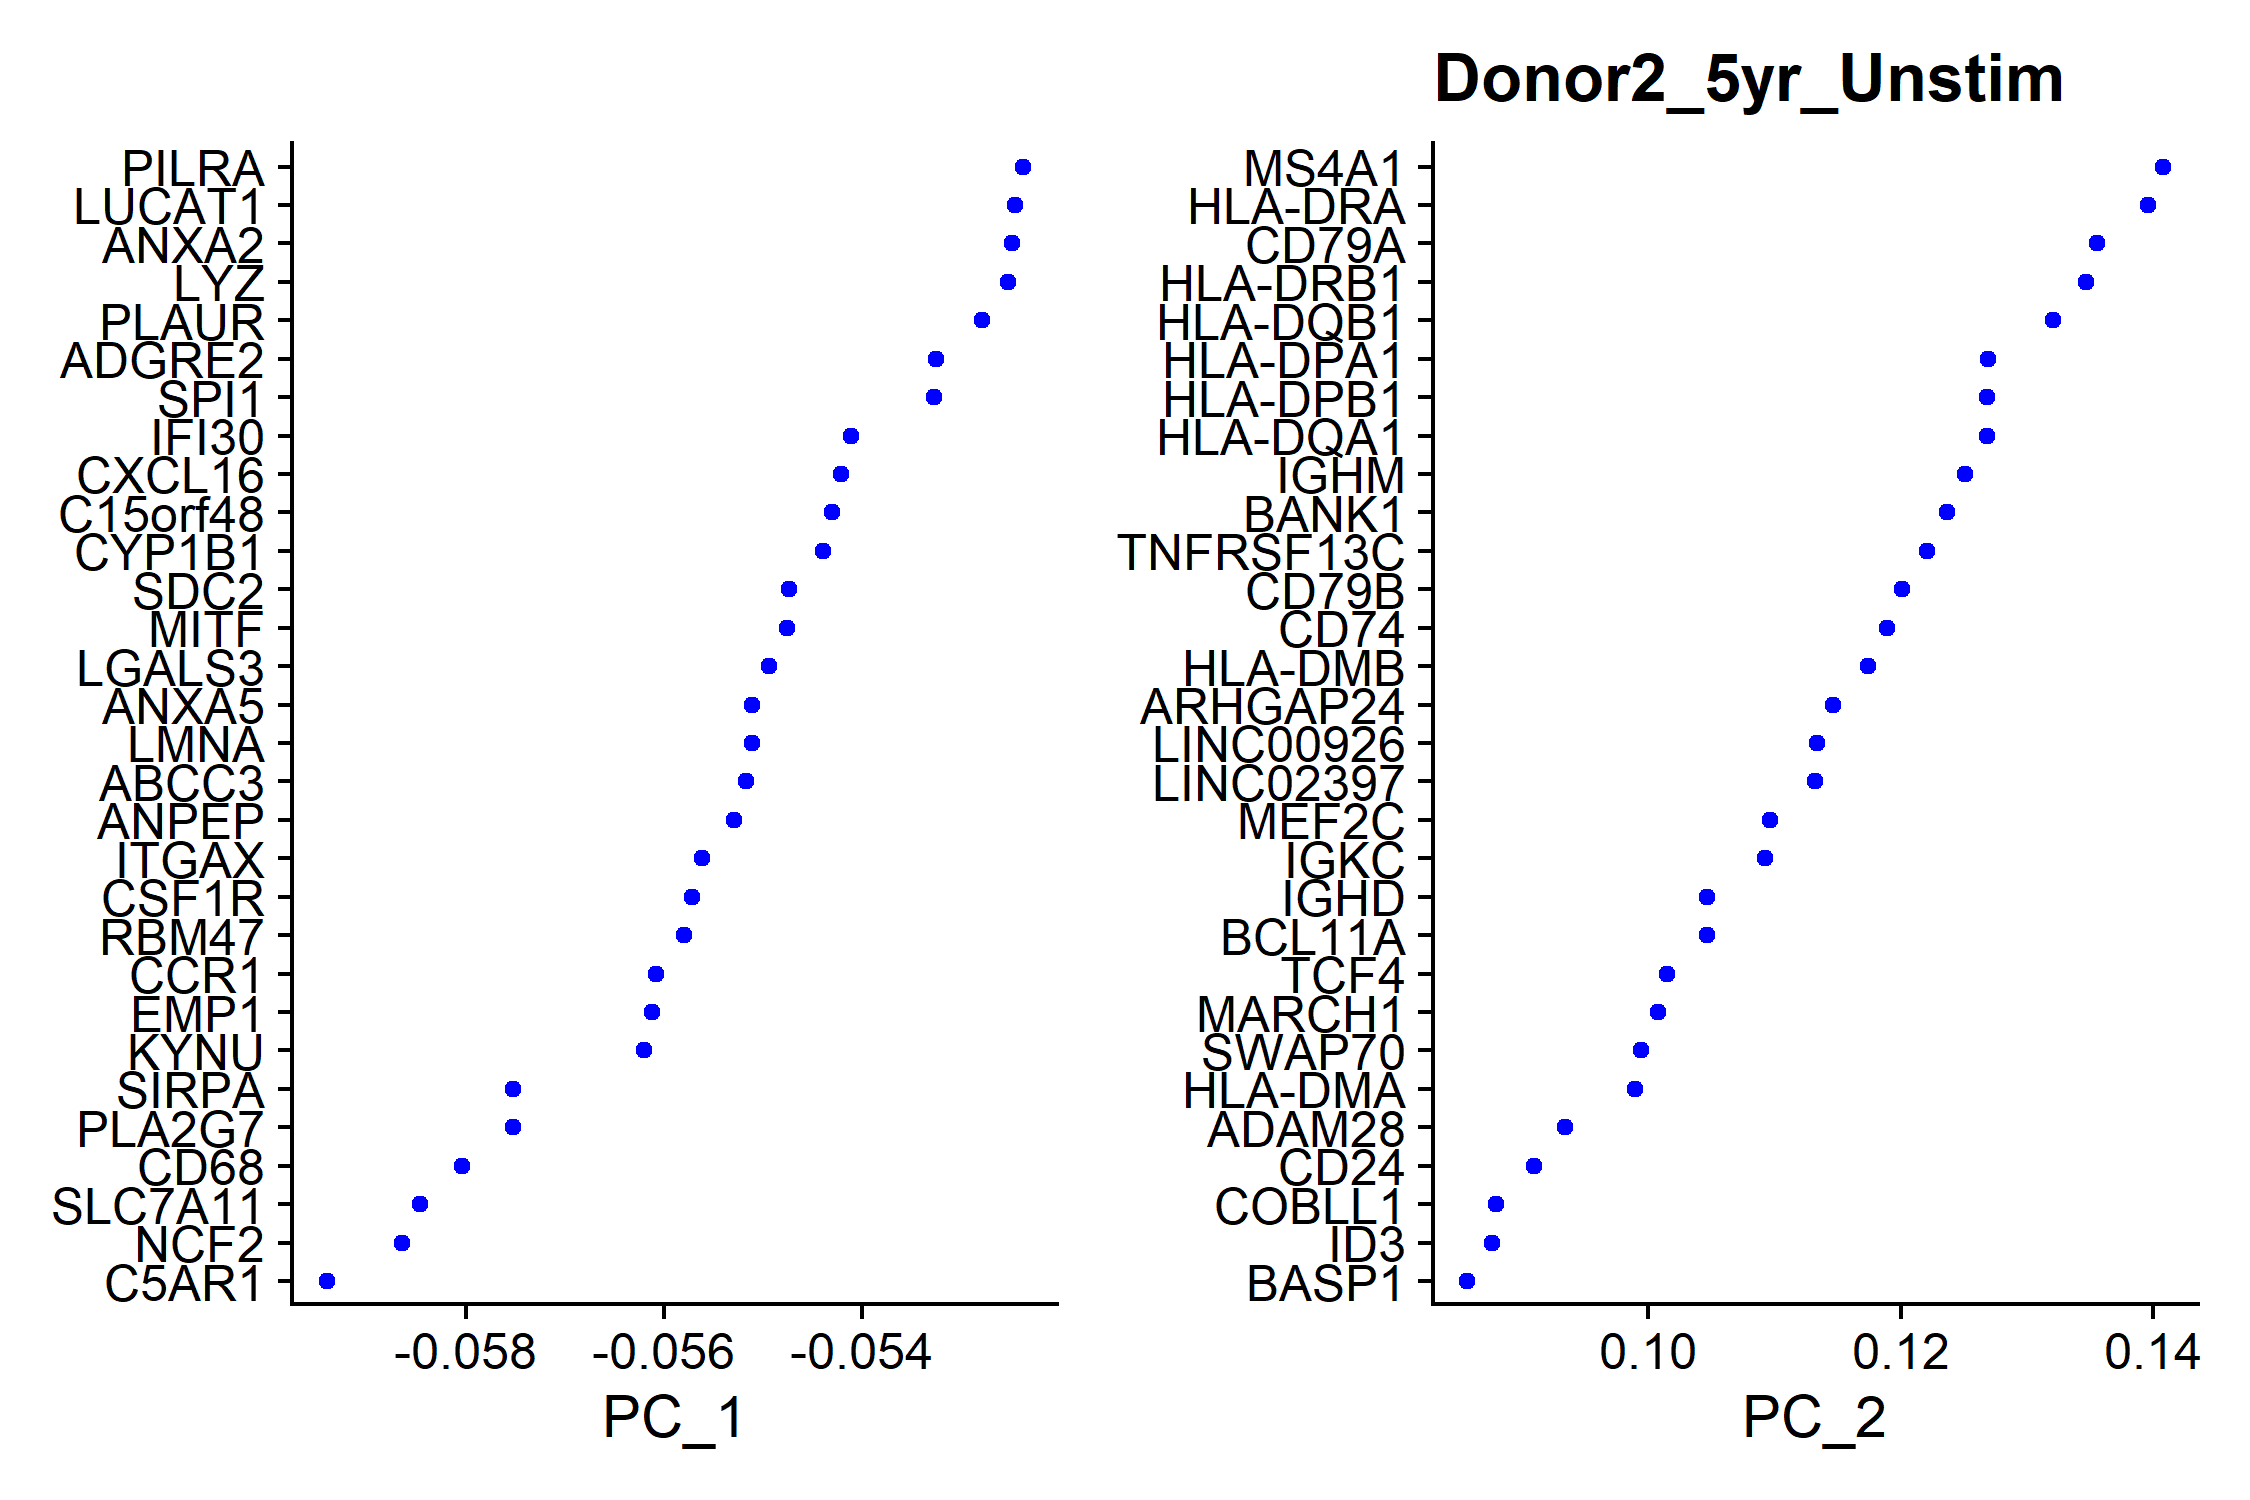 Donor2_5yr_Unstim
PILRA
LUCAT1
ANXA2
LYZ
PLAUR
ADGRE2
SPI1
IFI30
CXCL16
C15orf48
CYP1B1
SDC2
MITF
LGALS3
ANXA5
LMNA
ABCC3
ANPEP
ITGAX
CSF1R
RBM47
CCR1
EMP1
KYNU
SIRPA
PLA2G7
CD68
SLC7A11
NCF2
C5AR1
-0.058 -0.056 -0.054
PC_1
MS4A1
HLA-DRA
CD79A
HLA-DRB1
HLA-DQB1
HLA-DPA1
HLA-DPB1
HLA-DQA1
IGHM
BANK1
TNFRSF13C
CD79B
CD74
HLA-DMB
ARHGAP24
LINC00926
LINC02397
MEF2C
IGKC
IGHD
BCL11A
TCF4
MARCH1
SWAP70
HLA-DMA
ADAM28
CD24
COBLL1
ID3
BASP1
0.10 0.12 0.14
PC_2